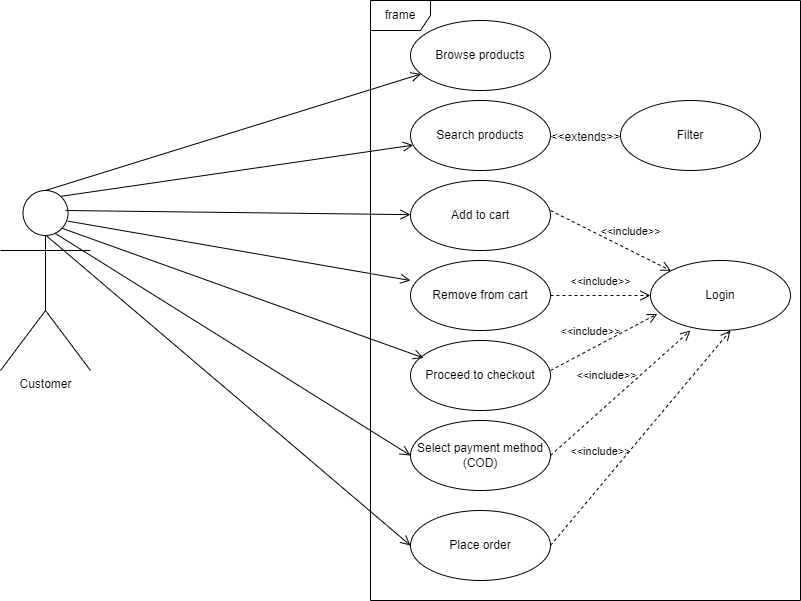 frame
Browse products
Search products
<<extends>>
Filter
Add to cart
<<include>>
Remove from cart
<<include>>
Login
<<include>>
Proceed to checkout
<<include>>
Customer
Select payment method
(COD)
<<include>>
Place order